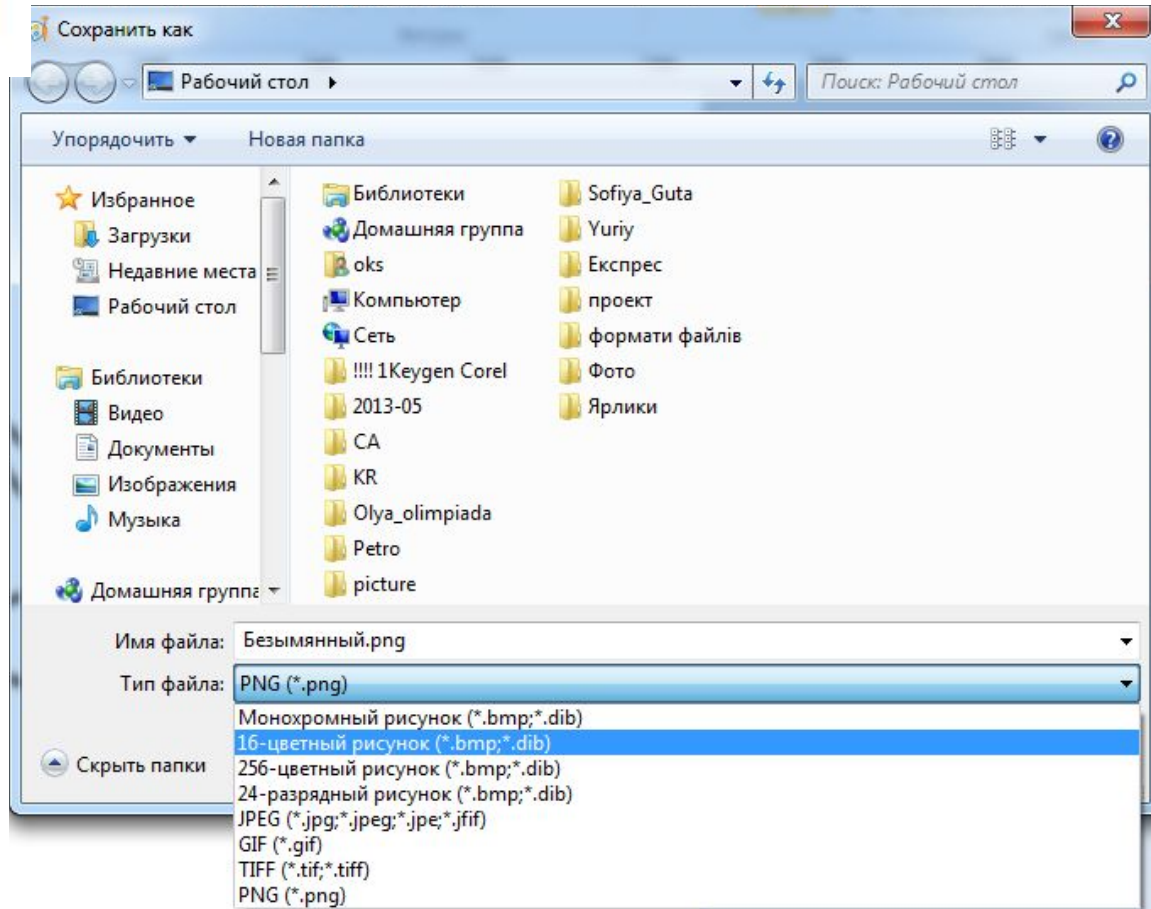 Сохранить как
Рабочий стол
Поиск: Рабочий стол
Упорядочить
Новая папка
Избранное
Загрузки
Недавние места
Рабочий стол
Библиотеки
Видео
Документы
Изображения
Музыка
Домашняя группа
Библиотеки
Домашняя группа
oks
Компьютер
Сеть
!!!! 1Keygen Corel
2013-05
CA
KR
Olya_olimpiada
Petro
picture
Sofiya_Guta
Yuriy
Експрес
проект
формати файлів
Фото
Ярлики
Имя файла: Безымянный.png
Тип файла: PNG (*.png)
Монохромный рисунок (*.bmp;*.dib)
16-цветный рисунок (*.bmp;*.dib)
256-цветный рисунок (*.bmp;*.dib)
24-разрядный рисунок (*.bmp;*.dib)
JPEG (*.jpg;*.jpeg;*.jpe;*.jfif)
GIF (*.gif)
TIFF (*.tif;*.tiff)
PNG (*.png)
Скрыть папки